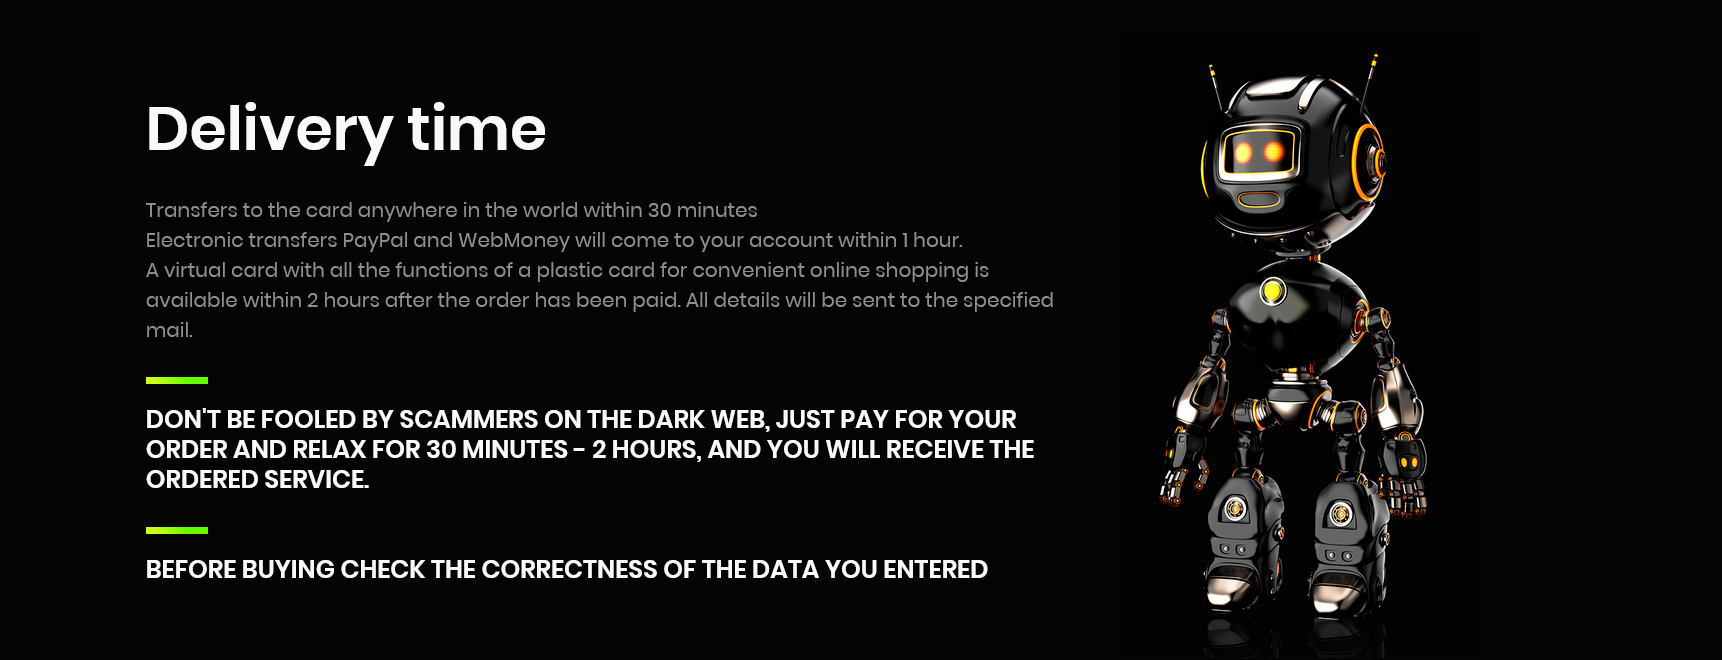 Delivery time
Transfers to the card anywhere in the world within 30 minutes
Electronic transfers PayPal and WebMoney will come to your account within 1 hour.
A virtual card with all the functions of a plastic card for convenient online shopping is
available within 2 hours after the order has been paid. All details will be sent to the specified
mail.
DON'T BE FOOLED BY SCAMMERS ON THE DARK WEB, JUST PAY FOR YOUR
ORDER AND RELAX FOR 30 MINUTES - 2 HOURS, AND YOU WILL RECEIVE THE
ORDERED SERVICE.
BEFORE BUYING CHECK THE CORRECTNESS OF THE DATA YOU ENTERED